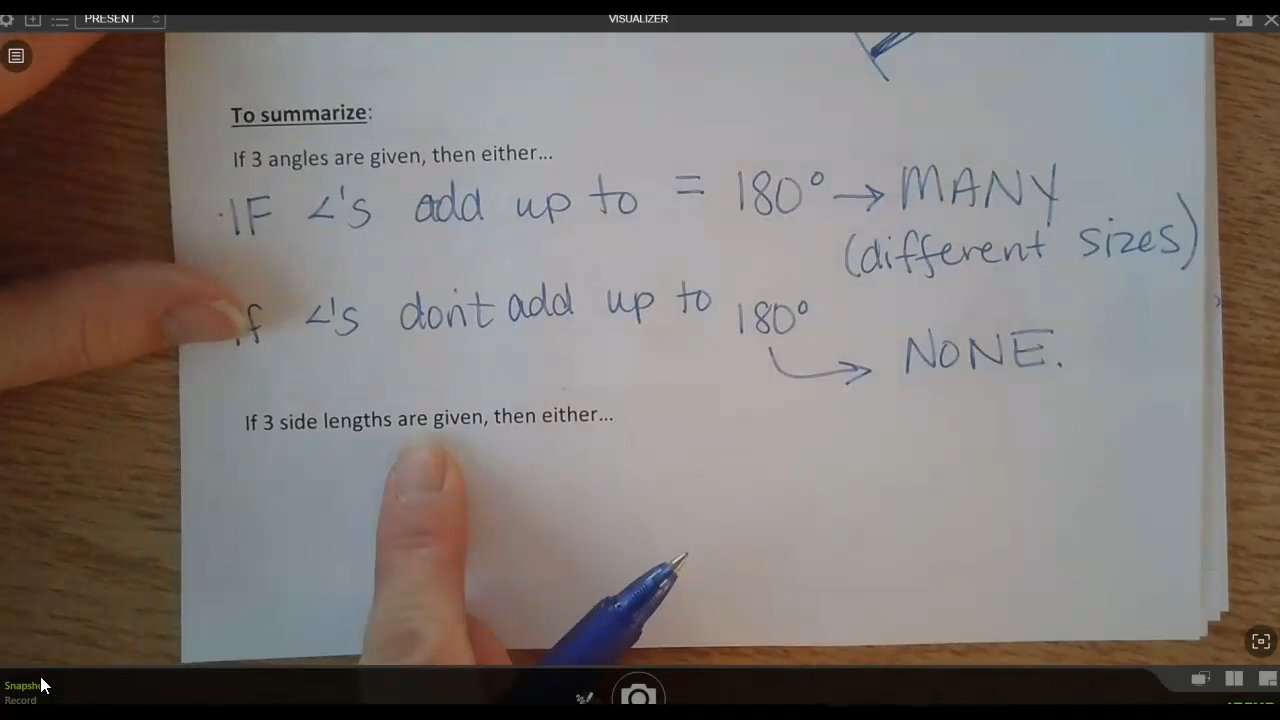 PRESENT
VISUALIZER
To summarize:
If 3 angles are given, then either...
·IF ∠'s add up to = 180° → MANY
(different sizes)
If ∠'s don't add up to 180°
→ NONE.
If 3 side lengths are given, then either...
Record